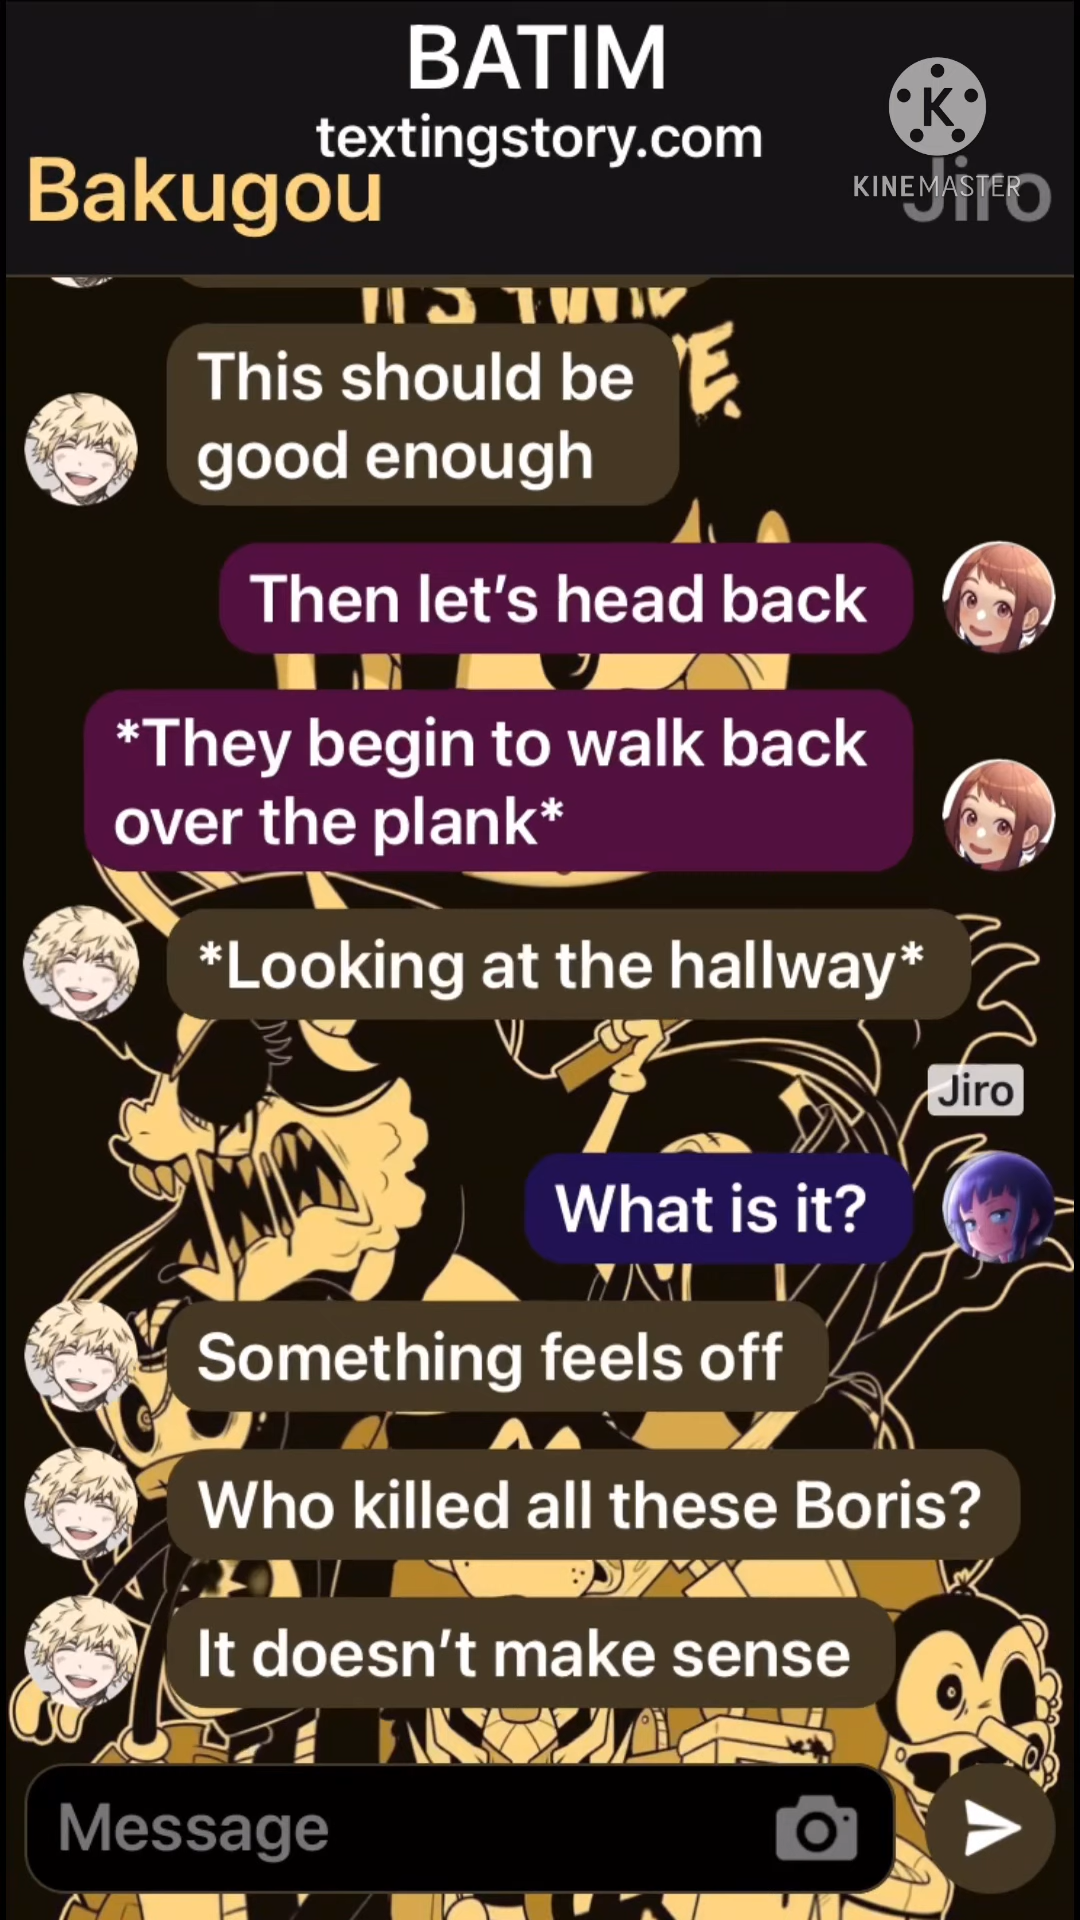 BATIM
textingstory.com
K
KINEMASTER
Bakugou
Jiro
This should be
good enough
Then let’s head back
*They begin to walk back
over the plank*
*Looking at the hallway*
Jiro
What is it?
Something feels off
Who killed all these Boris?
It doesn’t make sense
Message